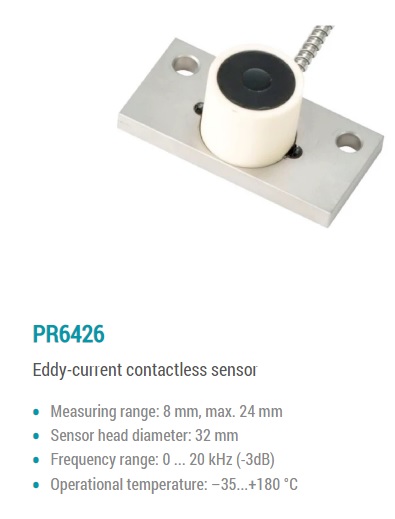 PR6426
Eddy-current contactless sensor
Measuring range: 8 mm, max. 24 mm
Sensor head diameter: 32 mm
Frequency range: 0 ... 20 kHz (-3dB)
Operational temperature: –35...+180 °C